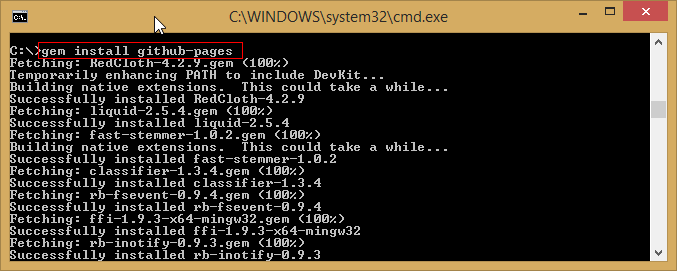 C:\WINDOWS\system32\cmd.exe
C:\>gem install github-pages
Fetching: RedCloth-4.2.9.gem (100%)
Temporarily enhancing PATH to include DevKit...
Building native extensions.  This could take a while...
Successfully installed RedCloth-4.2.9
Fetching: liquid-2.5.4.gem (100%)
Successfully installed liquid-2.5.4
Fetching: fast-stemmer-1.0.2.gem (100%)
Building native extensions.  This could take a while...
Successfully installed fast-stemmer-1.0.2
Fetching: classifier-1.3.4.gem (100%)
Successfully installed classifier-1.3.4
Fetching: rb-fsevent-0.9.4.gem (100%)
Successfully installed rb-fsevent-0.9.4
Fetching: ffi-1.9.3-x64-mingw32.gem (100%)
Successfully installed ffi-1.9.3-x64-mingw32
Fetching: rb-inotify-0.9.3.gem (100%)
Successfully installed rb-inotify-0.9.3